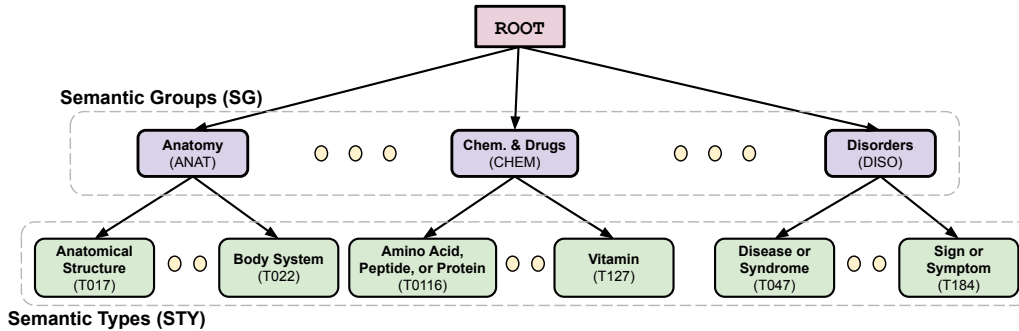 ROOT
Semantic Groups (SG)
Anatomy
(ANAT)
Chem. & Drugs
(CHEM)
Disorders
(DISO)
Anatomical
Structure
(T017)
Body System
(T022)
Amino Acid,
Peptide, or Protein
(T0116)
Vitamin
(T127)
Disease or
Syndrome
(T047)
Sign or
Symptom
(T184)
Semantic Types (STY)